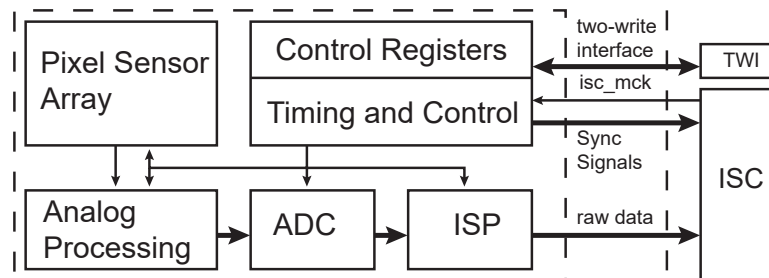 Pixel Sensor
Array
Control Registers
Timing and Control
two-write
interface
TWI
isc_mck
Sync
Signals
ISC
Analog
Processing
ADC
ISP
raw data